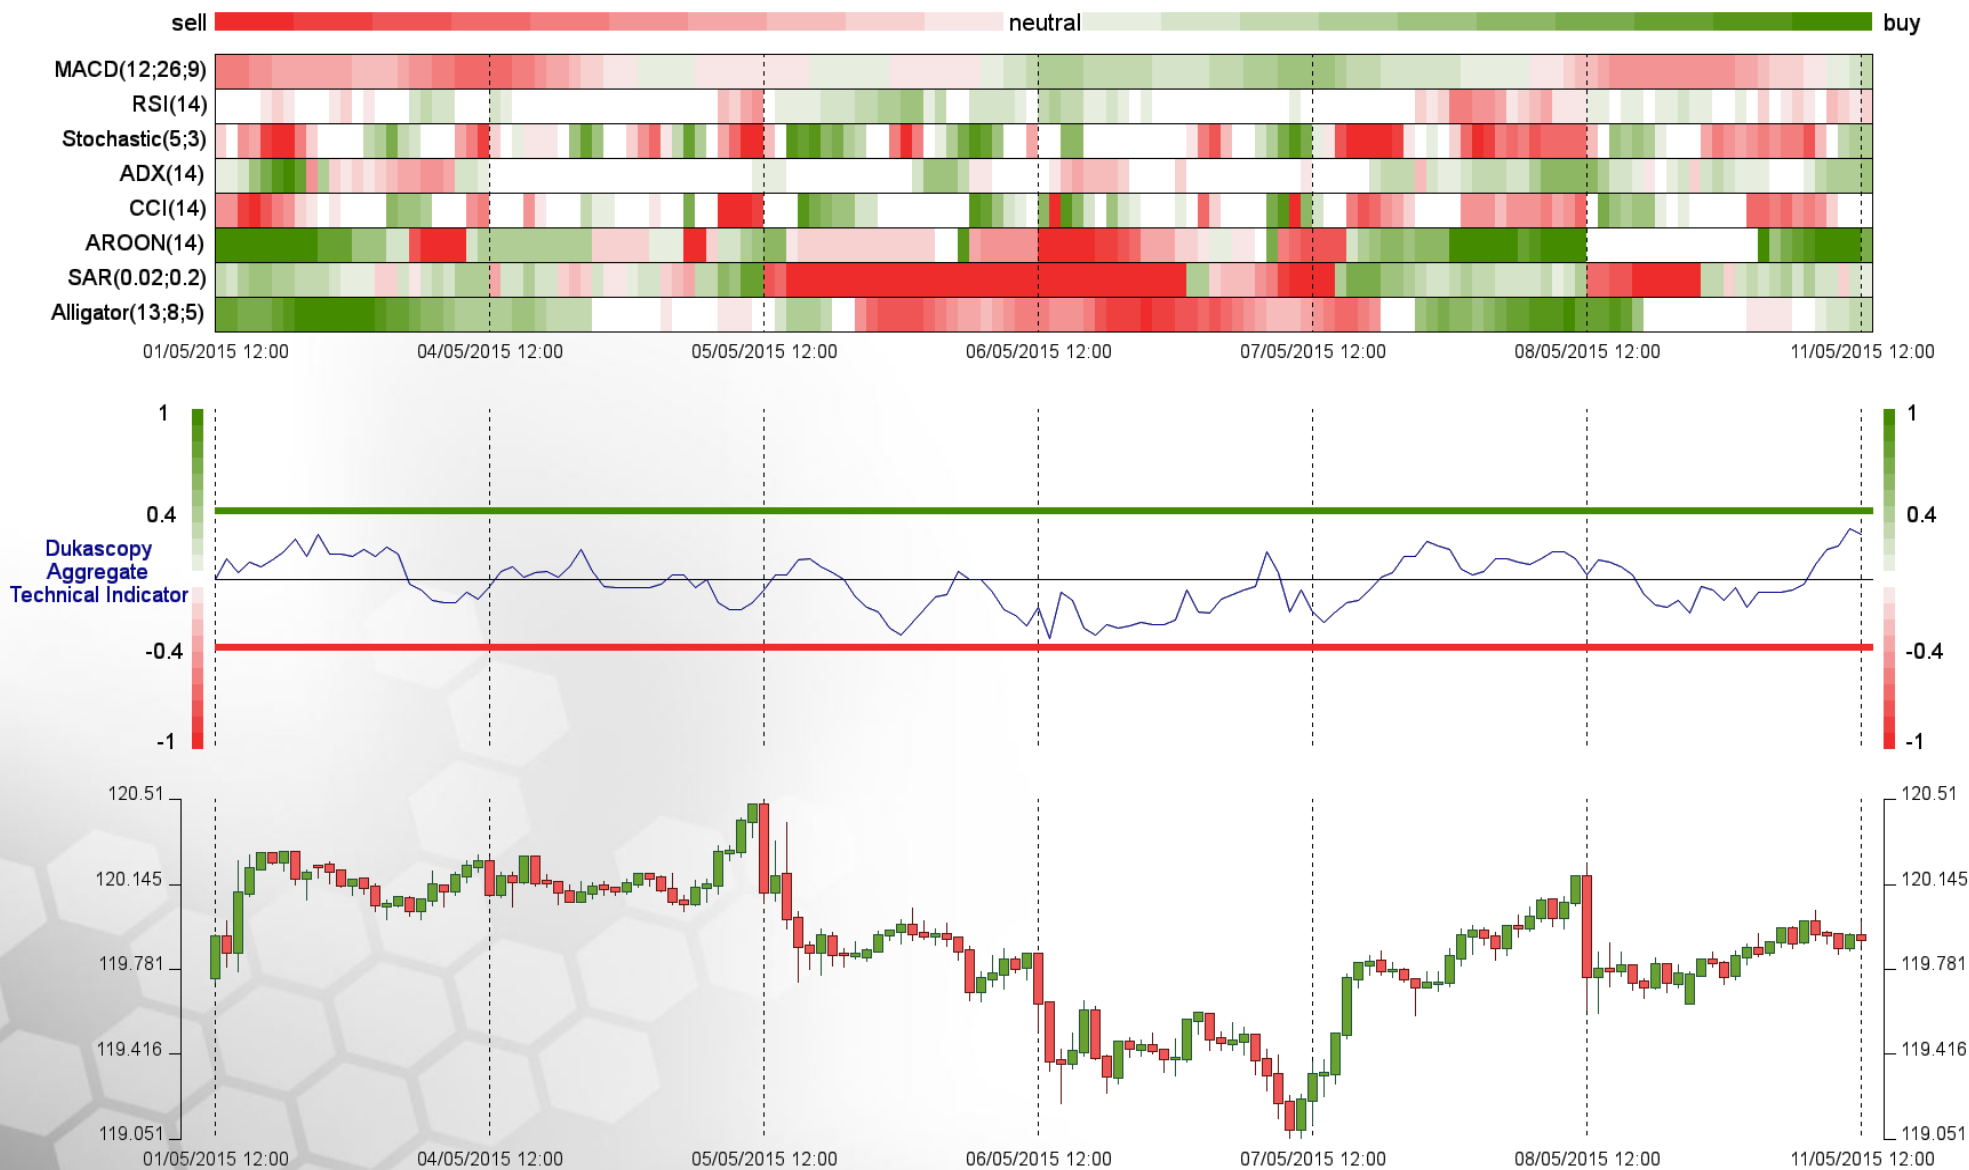 sell neutral buy
MACD(12;26;9)
RSI(14)
Stochastic(5;3)
ADX(14)
CCI(14)
AROON(14)
SAR(0.02;0.2)
Alligator(13;8;5)
01/05/2015 12:00 04/05/2015 12:00 05/05/2015 12:00 06/05/2015 12:00 07/05/2015 12:00 08/05/2015 12:00 11/05/2015 12:00
1 1
0.4 0.4
Dukascopy
Aggregate
Technical Indicator
-0.4 -0.4
-1 -1
120.51 120.51
120.145 120.145
119.781 119.781
119.416 119.416
119.051 119.051
01/05/2015 12:00 04/05/2015 12:00 05/05/2015 12:00 06/05/2015 12:00 07/05/2015 12:00 08/05/2015 12:00 11/05/2015 12:00